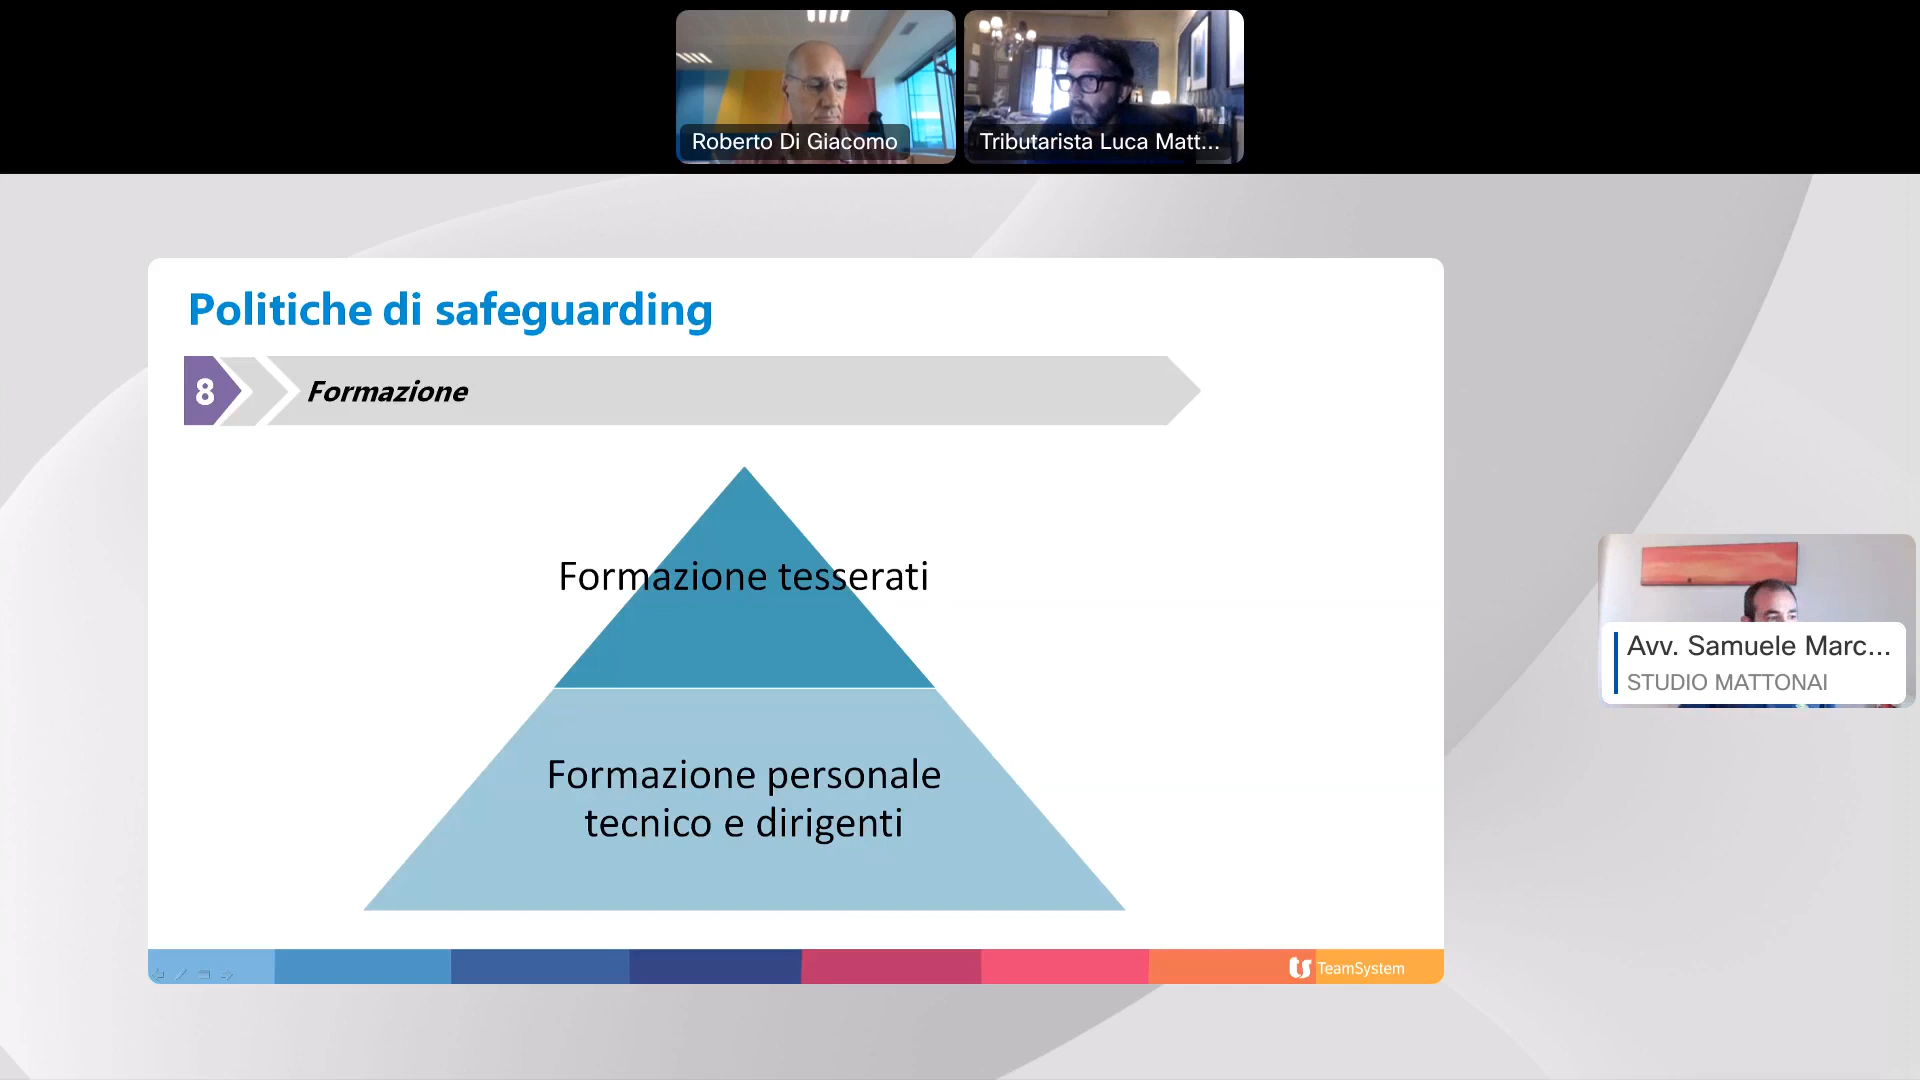 Roberto Di Giacomo
Tributarista Luca Matt...
Politiche di safeguarding
8
Formazione
Formazione tesserati
Formazione personale
tecnico e dirigenti
Avv. Samuele Marc...
STUDIO MATTONAI
ts TeamSystem